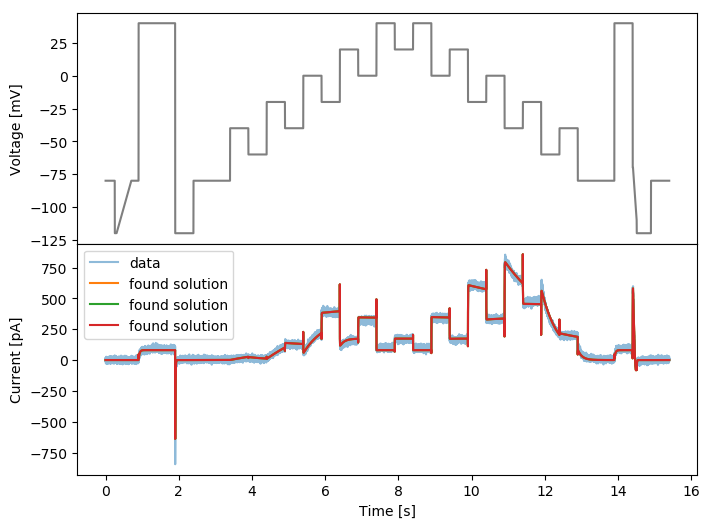 25
0
−25
−50
−75
−100
−125
Voltage [mV]
data
found solution
found solution
found solution
750
500
250
0
−250
−500
−750
Current [pA]
0 2 4 6 8 10 12 14 16
Time [s]